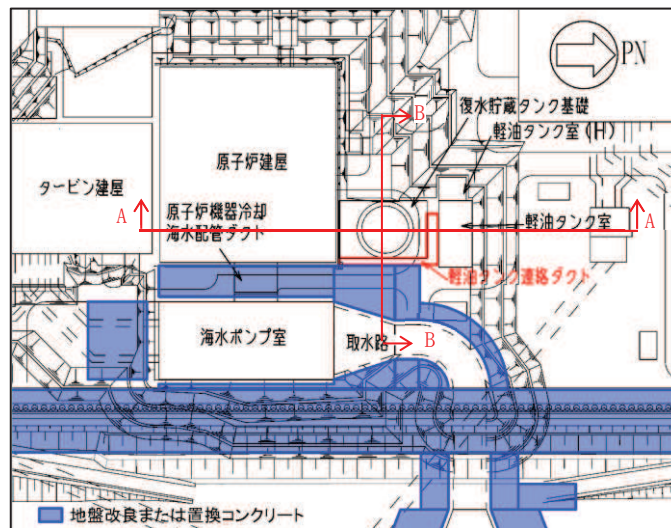 PN
復水貯蔵タンク基礎
軽油タンク室(H)
B
原子炉建屋
タービン建屋
A
A
原子炉機器冷却
海水配管ダクト
軽油タンク室
軽油タンク連絡ダクト
海水ポンプ室
取水路
B
地盤改良または置換コンクリート